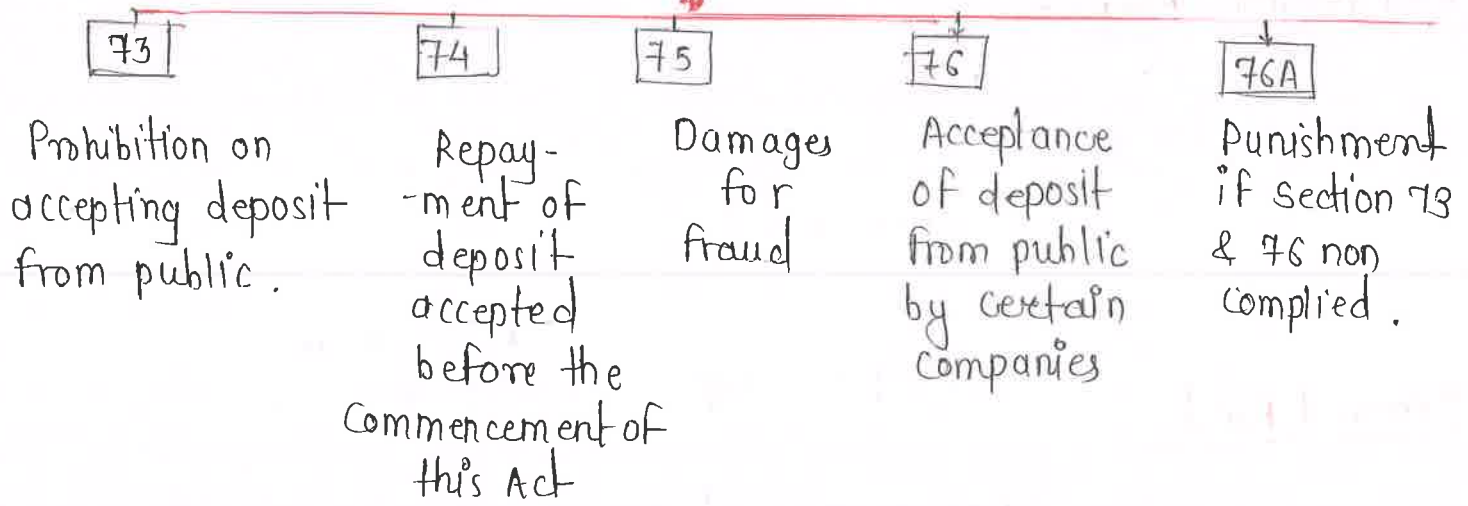 73
Prohibition on
accepting deposit
from public.
74
Repay-
-ment of
deposit
accepted
before the
Commencement of
this Act
75
Damages
for
fraud
76
Acceptance
of deposit
from public
by certain
Companies
76A
Punishment
if section 73
& 76 non
Complied.